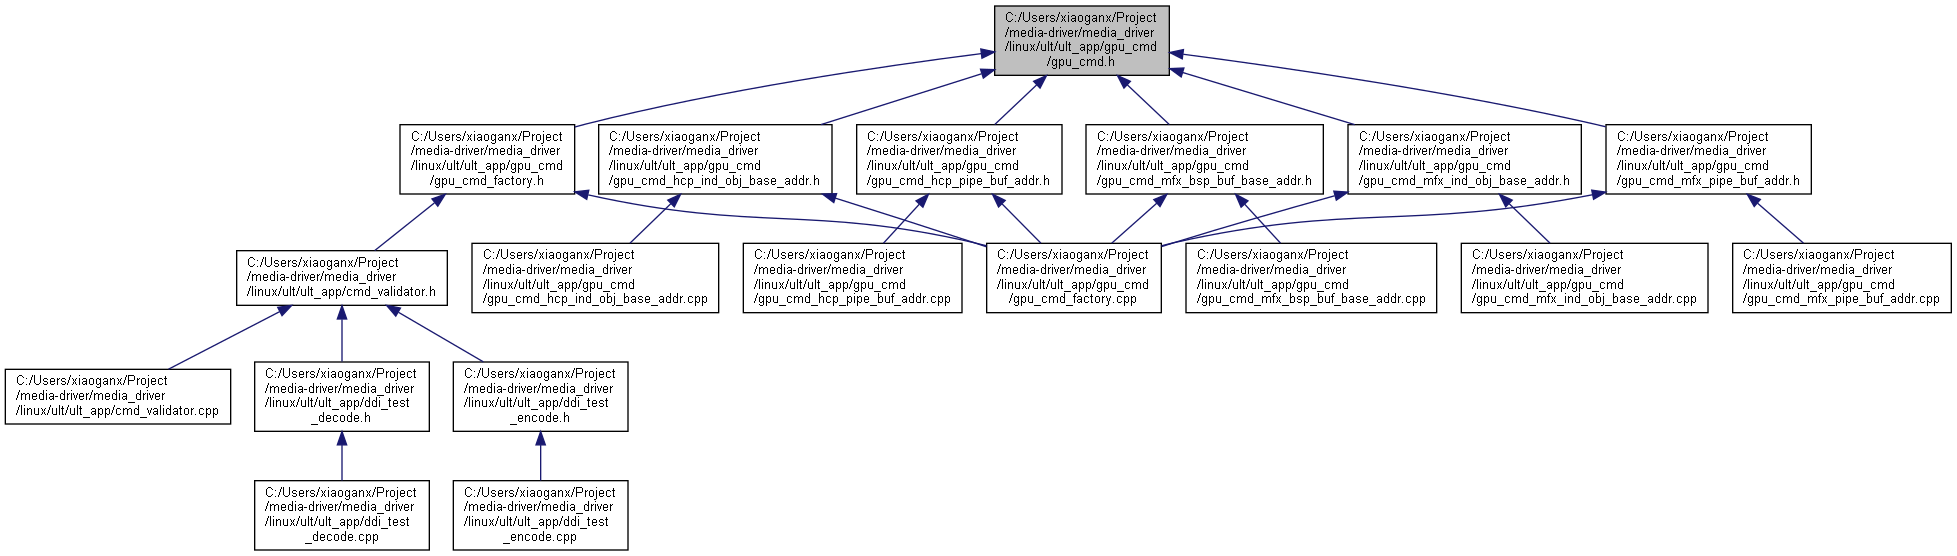 C:/Users/xiaoganx/Project
/media-driver/media_driver
/linux/ult/ult_app/gpu_cmd
/gpu_cmd.h
C:/Users/xiaoganx/Project
/media-driver/media_driver
/linux/ult/ult_app/gpu_cmd
/gpu_cmd_factory.h
C:/Users/xiaoganx/Project
/media-driver/media_driver
/linux/ult/ult_app/gpu_cmd
/gpu_cmd_hcp_ind_obj_base_addr.h
C:/Users/xiaoganx/Project
/media-driver/media_driver
/linux/ult/ult_app/gpu_cmd
/gpu_cmd_hcp_pipe_buf_addr.h
C:/Users/xiaoganx/Project
/media-driver/media_driver
/linux/ult/ult_app/gpu_cmd
/gpu_cmd_mfx_bsp_buf_base_addr.h
C:/Users/xiaoganx/Project
/media-driver/media_driver
/linux/ult/ult_app/gpu_cmd
/gpu_cmd_mfx_ind_obj_base_addr.h
C:/Users/xiaoganx/Project
/media-driver/media_driver
/linux/ult/ult_app/gpu_cmd
/gpu_cmd_mfx_pipe_buf_addr.h
C:/Users/xiaoganx/Project
/media-driver/media_driver
/linux/ult/ult_app/cmd_validator.h
C:/Users/xiaoganx/Project
/media-driver/media_driver
/linux/ult/ult_app/gpu_cmd
/gpu_cmd_hcp_ind_obj_base_addr.cpp
C:/Users/xiaoganx/Project
/media-driver/media_driver
/linux/ult/ult_app/gpu_cmd
/gpu_cmd_hcp_pipe_buf_addr.cpp
C:/Users/xiaoganx/Project
/media-driver/media_driver
/linux/ult/ult_app/gpu_cmd
/gpu_cmd_factory.cpp
C:/Users/xiaoganx/Project
/media-driver/media_driver
/linux/ult/ult_app/gpu_cmd
/gpu_cmd_mfx_bsp_buf_base_addr.cpp
C:/Users/xiaoganx/Project
/media-driver/media_driver
/linux/ult/ult_app/gpu_cmd
/gpu_cmd_mfx_ind_obj_base_addr.cpp
C:/Users/xiaoganx/Project
/media-driver/media_driver
/linux/ult/ult_app/gpu_cmd
/gpu_cmd_mfx_pipe_buf_addr.cpp
C:/Users/xiaoganx/Project
/media-driver/media_driver
/linux/ult/ult_app/cmd_validator.cpp
C:/Users/xiaoganx/Project
/media-driver/media_driver
/linux/ult/ult_app/ddi_test
_decode.h
C:/Users/xiaoganx/Project
/media-driver/media_driver
/linux/ult/ult_app/ddi_test
_encode.h
C:/Users/xiaoganx/Project
/media-driver/media_driver
/linux/ult/ult_app/ddi_test
_decode.cpp
C:/Users/xiaoganx/Project
/media-driver/media_driver
/linux/ult/ult_app/ddi_test
_encode.cpp